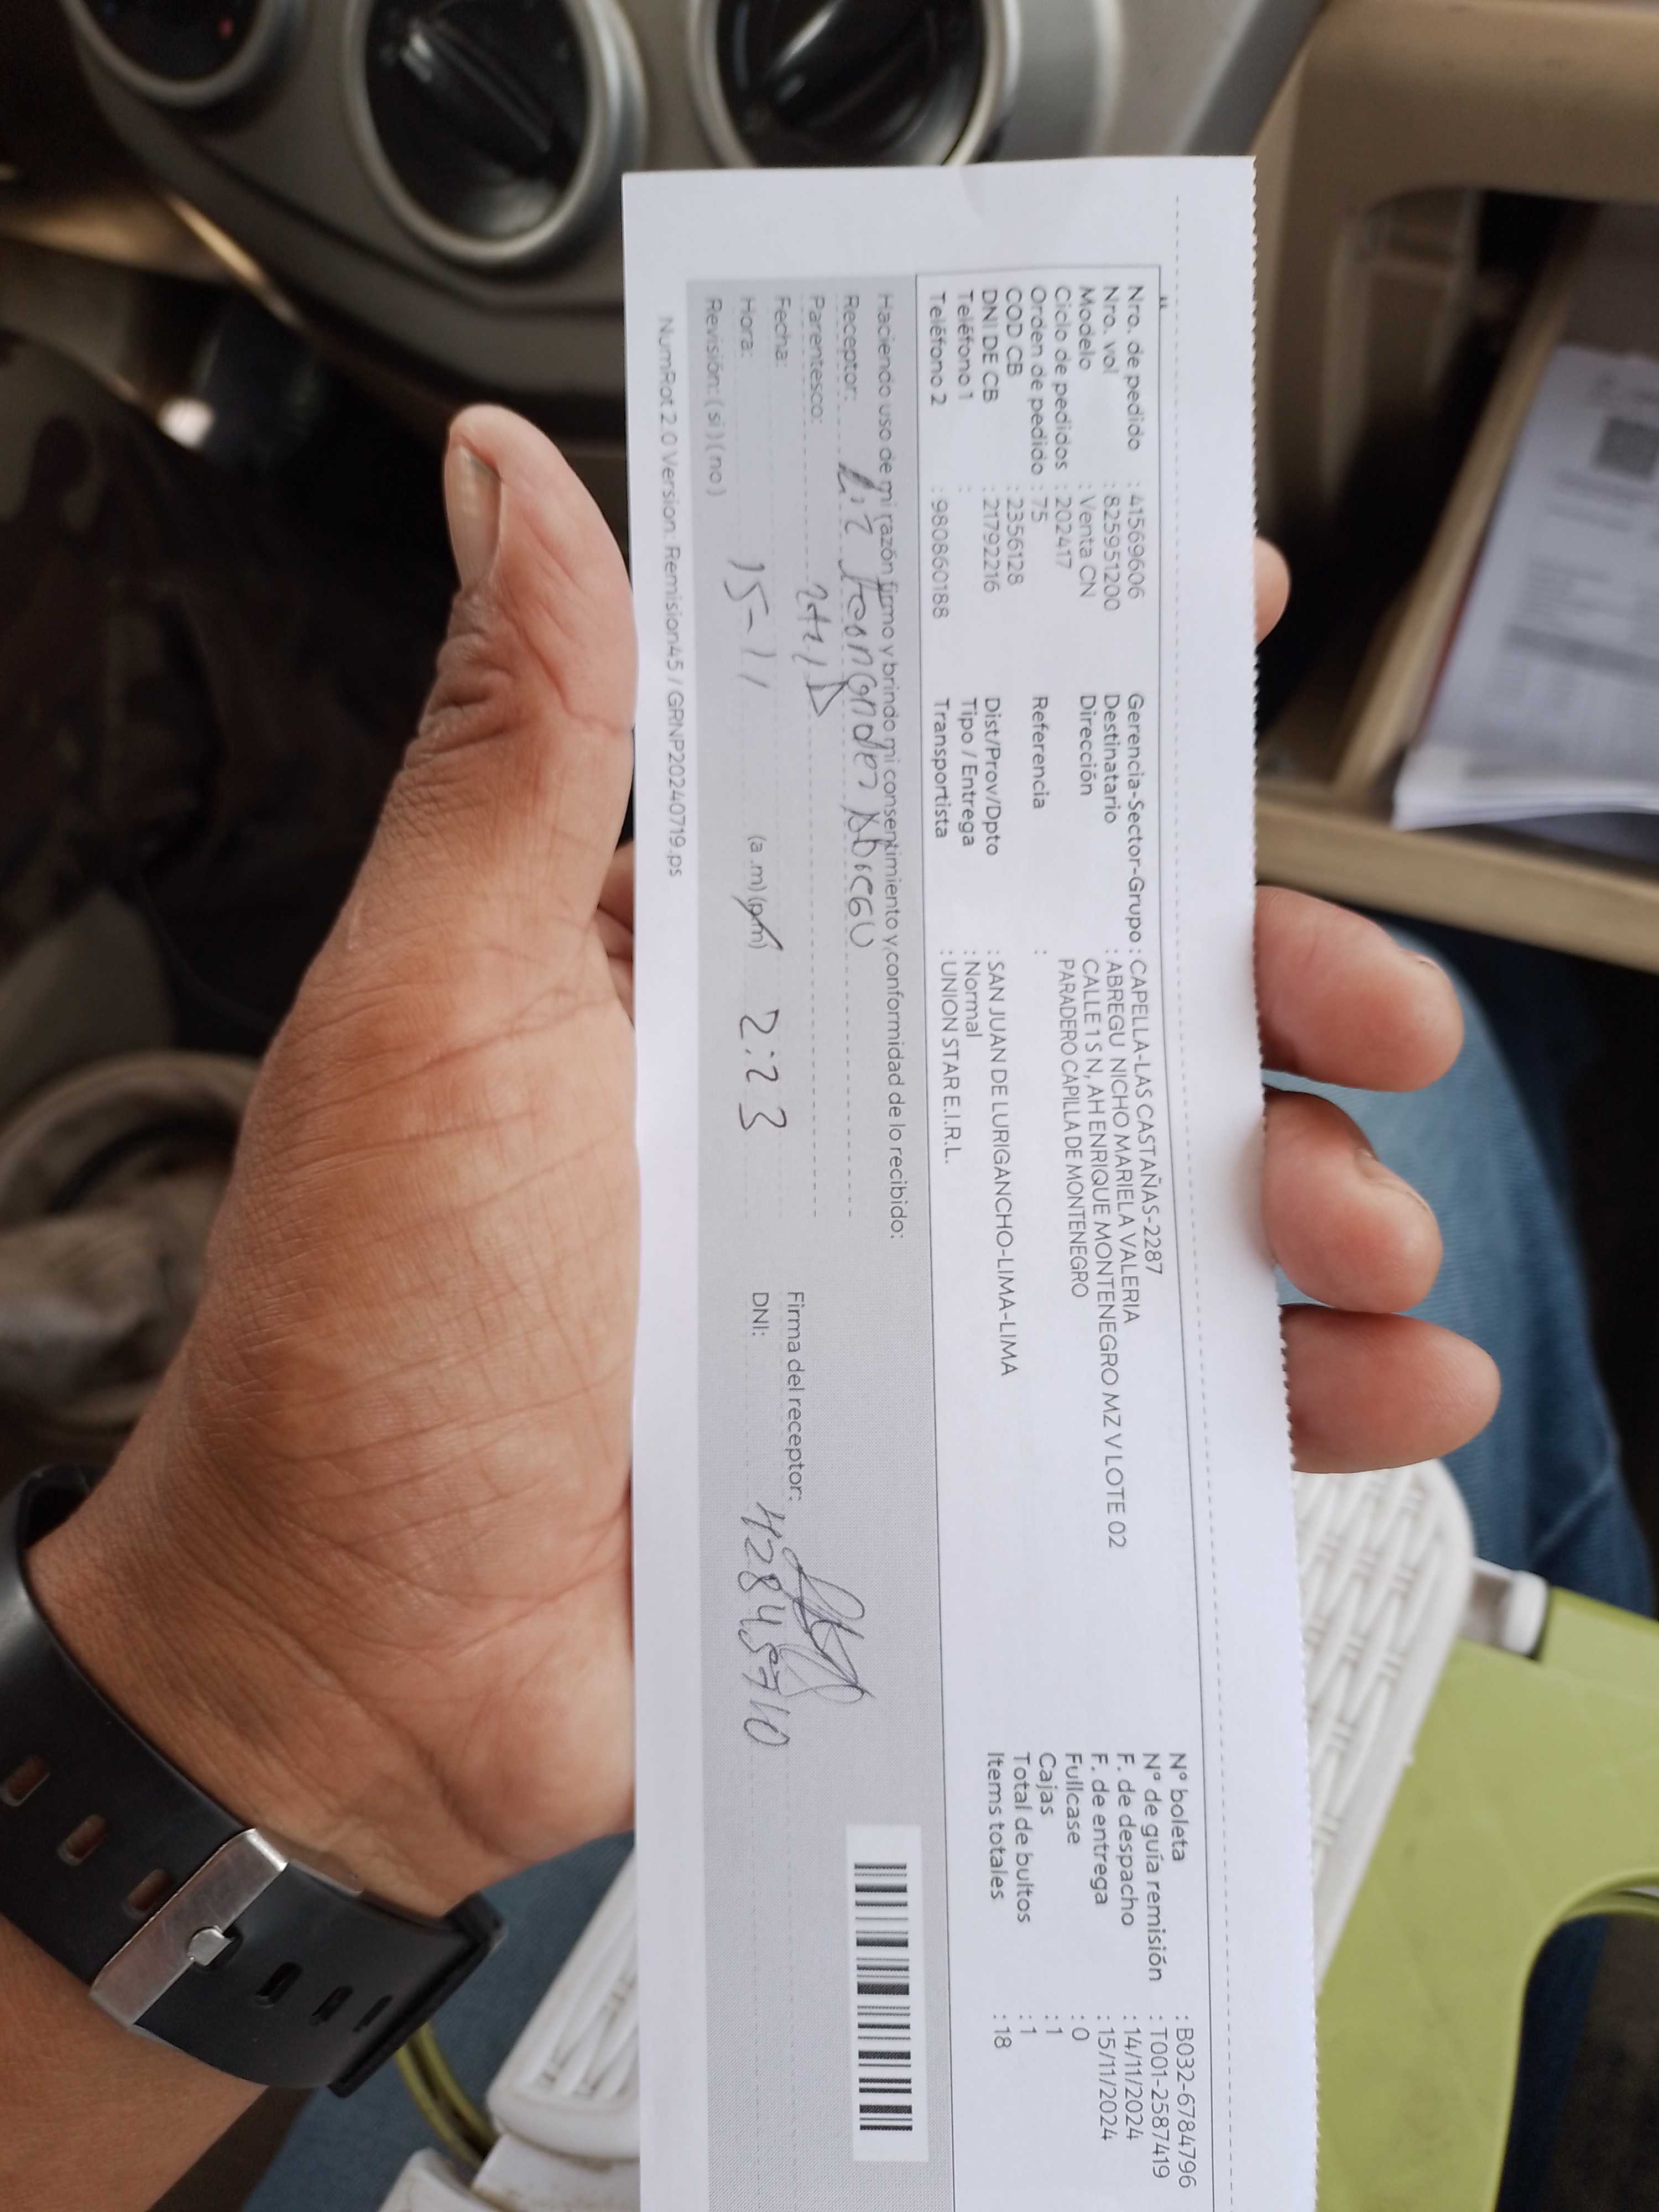 Nro. de pedido : 41569606
Nro. vol : 825951200
Modelo : Venta CN
Ciclo de pedidos : 202417
Orden de pedido : 75
COD CB : 2356128
DNI DE CB : 21792216
Teléfono 1 :
Teléfono 2 : 980860188
Gerencia-Sector-Grupo : CAPELLA-LAS CASTAÑAS-2287
Destinatario : ABREGU NICHO MARIELA VALERIA
Dirección : CALLE 1 S N, AH ENRIQUE MONTENEGRO MZ V LOTE 02
PARADERO CAPILLA DE MONTENEGRO
Referencia :
Dist/Prov/Dpto : SAN JUAN DE LURIGANCHO-LIMA-LIMA
Tipo / Entrega : Normal
Transportista : UNION STAR E.I.R.L.
N° boleta : B032-6784796
N° de guía remisión : T001-2587419
F. de despacho : 14/11/2024
F. de entrega : 15/11/2024
Fullcase : 0
Cajas : 1
Total de bultos : 1
Items totales : 18
Haciendo uso de mi razón firmo y brindo mi consentimiento y conformidad de lo recibido:
Receptor:
Parentesco:
Fecha: 15-11
Hora: (a.m) (p.m) 2:23
Revisión: ( si ) ( no )
Firma del receptor:
DNI: 42845710
NumRot 2.0 Version: Remision45 / GRNP20240719.ps